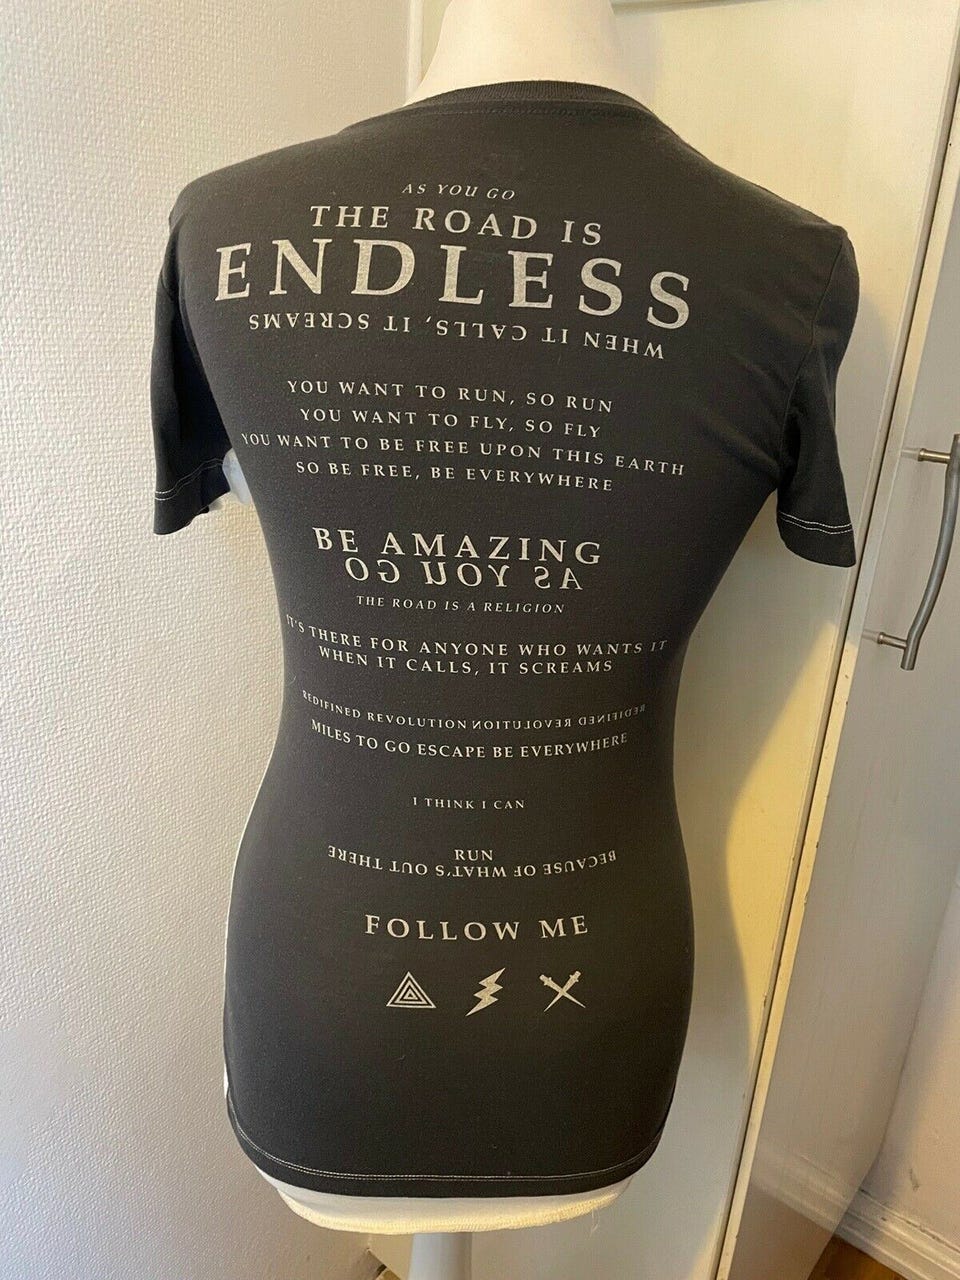 AS YOU GO
THE ROAD IS
ENDLESS
WHEN IT CALLS, IT SCREAMS
YOU WANT TO RUN, SO RUN
YOU WANT TO FLY, SO FLY
YOU WANT TO BE FREE UPON THIS EARTH
SO BE FREE, BE EVERYWHERE
BE AMAZING
AS YOU GO
THE ROAD IS A RELIGION
IT'S THERE FOR ANYONE WHO WANTS IT
WHEN IT CALLS, IT SCREAMS
REDIFINED REVOLUTION REDIFINED REVOLUTION
MILES TO GO ESCAPE BE EVERYWHERE
I THINK I CAN
RUN
BECAUSE OF WHAT'S OUT THERE
FOLLOW ME